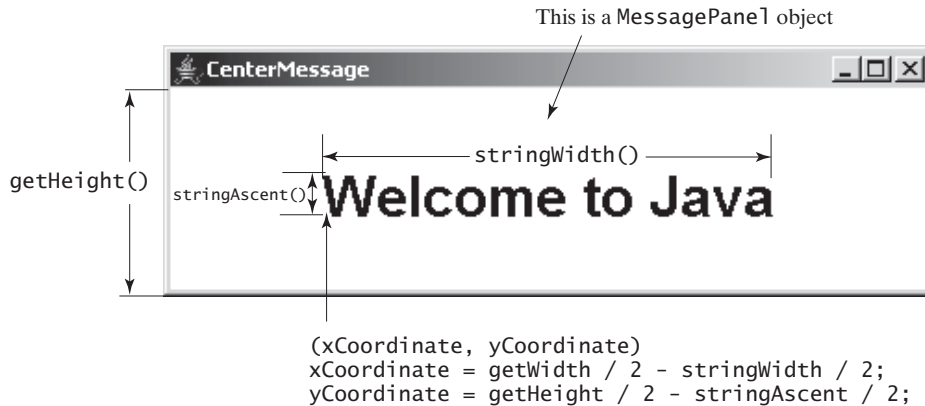 This is a MessagePanel object
CenterMessage
stringWidth()
getHeight()
stringAscent()
Welcome to Java
(xCoordinate, yCoordinate)
xCoordinate = getWidth / 2 - stringWidth / 2;
yCoordinate = getHeight / 2 - stringAscent / 2;